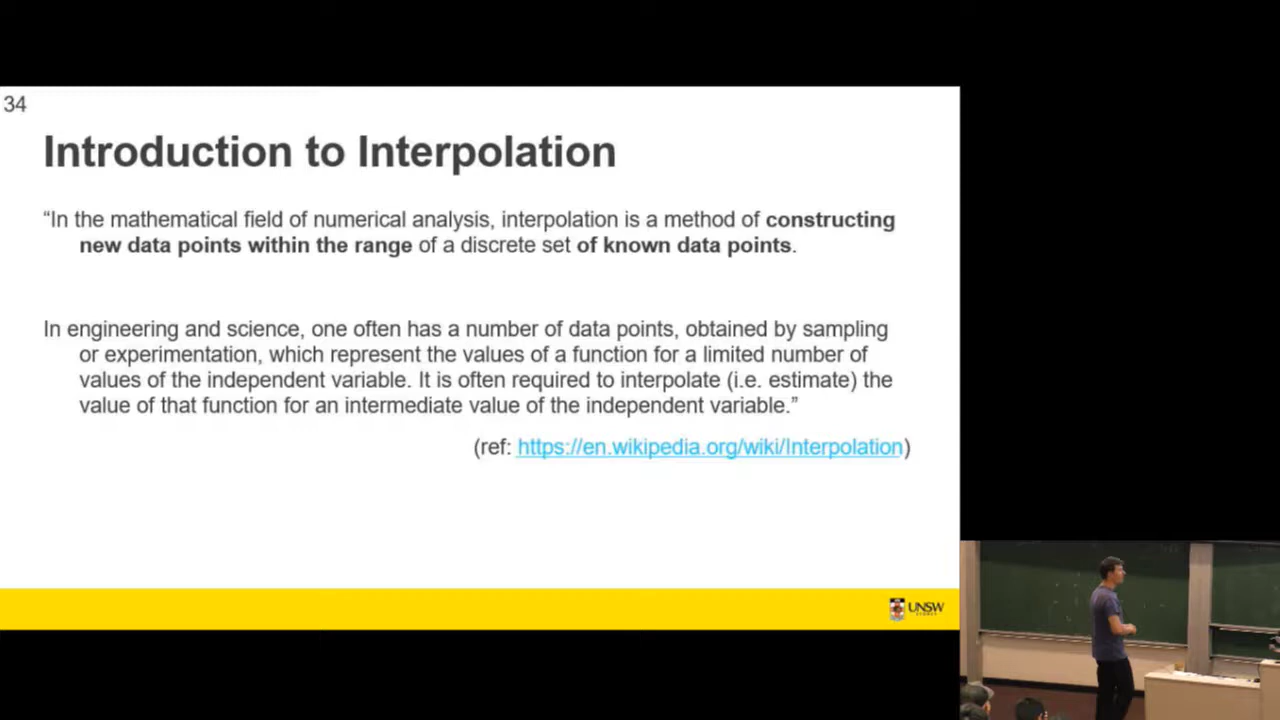 34
Introduction to Interpolation
“In the mathematical field of numerical analysis, interpolation is a method of constructing
new data points within the range of a discrete set of known data points.
In engineering and science, one often has a number of data points, obtained by sampling
or experimentation, which represent the values of a function for a limited number of
values of the independent variable. It is often required to interpolate (i.e. estimate) the
value of that function for an intermediate value of the independent variable.”
(ref: https://en.wikipedia.org/wiki/Interpolation)
UNSW
SYDNEY